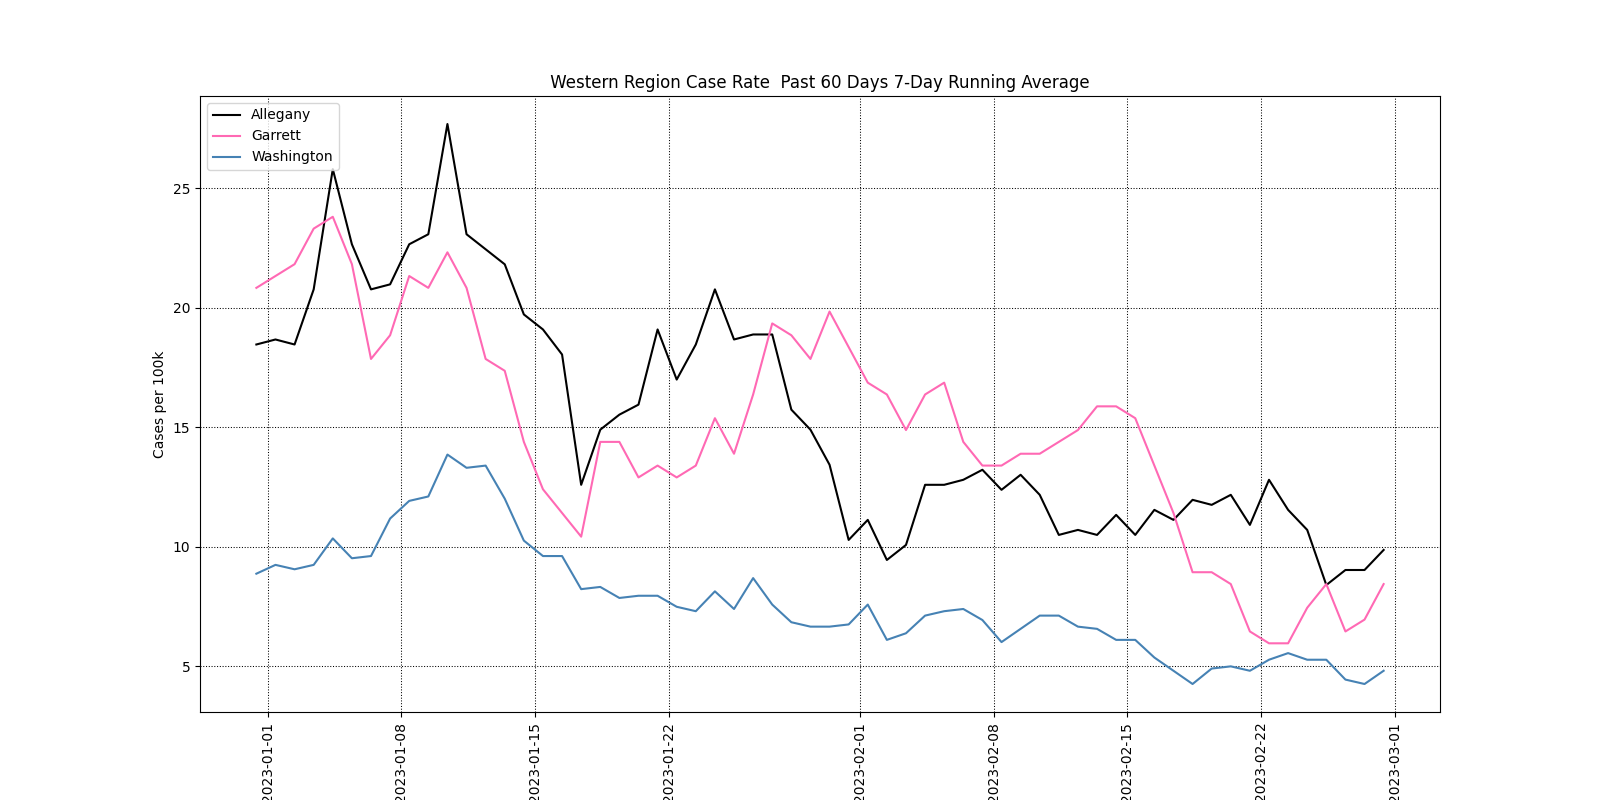 Western Region Case Rate  Past 60 Days 7-Day Running Average
Allegany
Garrett
Washington
25
20
15
10
5
Cases per 100k
2023-01-01
2023-01-08
2023-01-15
2023-01-22
2023-02-01
2023-02-08
2023-02-15
2023-02-22
2023-03-01